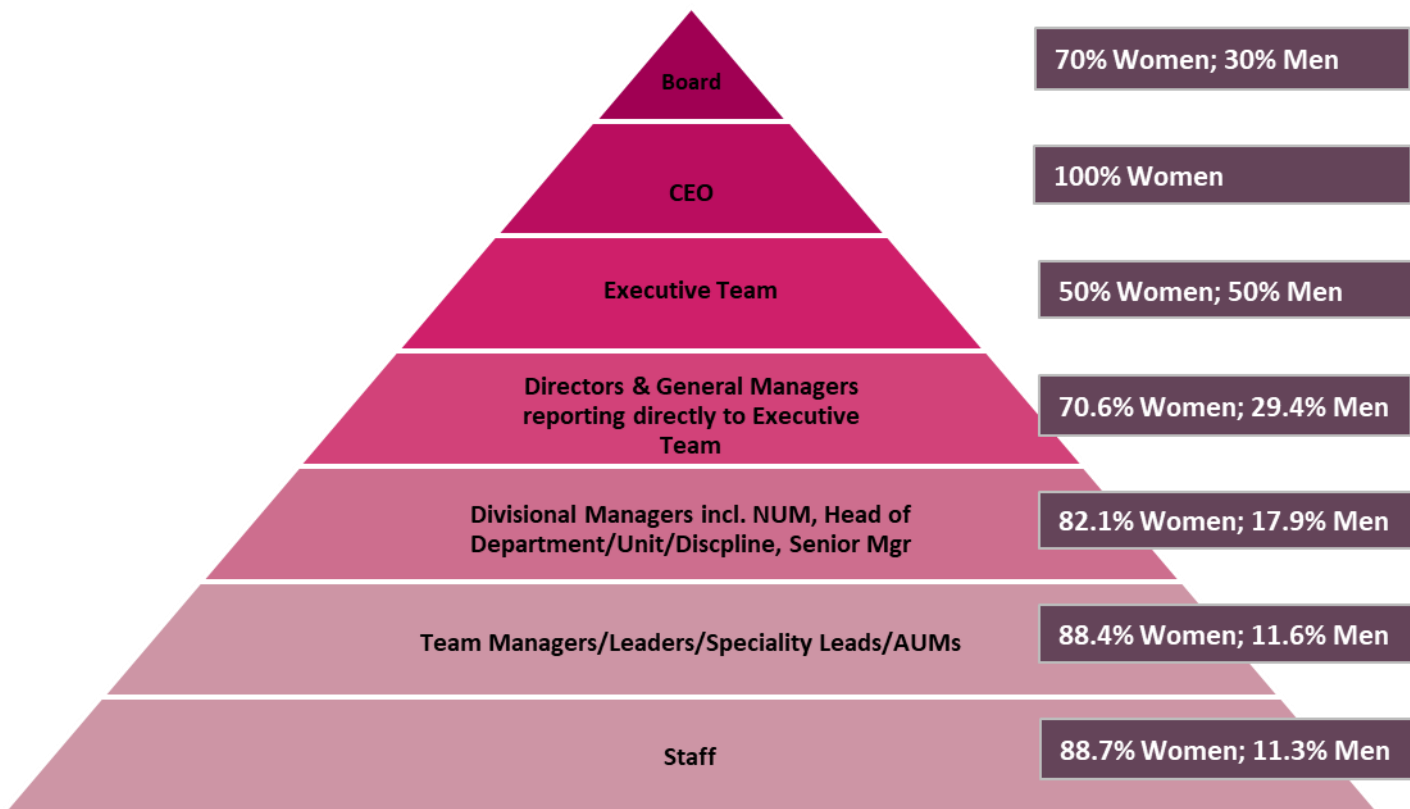 Board
70% Women; 30% Men
CEO
100% Women
Executive Team
50% Women; 50% Men
Directors & General Managers
reporting directly to Executive
Team
70.6% Women; 29.4% Men
Divisional Managers incl. NUM, Head of
Department/Unit/Discpline, Senior Mgr
82.1% Women; 17.9% Men
Team Managers/Leaders/Speciality Leads/AUMs
88.4% Women; 11.6% Men
Staff
88.7% Women; 11.3% Men